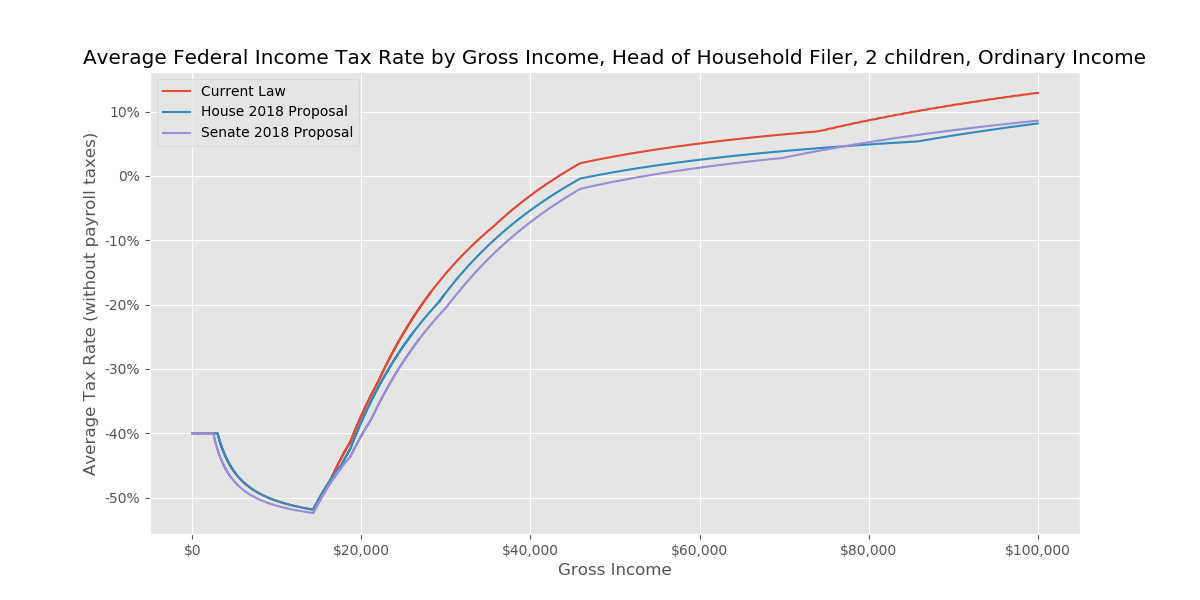 Average Federal Income Tax Rate by Gross Income, Head of Household Filer, 2 children, Ordinary Income
Current Law
House 2018 Proposal
Senate 2018 Proposal
Average Tax Rate (without payroll taxes)
10%
0%
-10%
-20%
-30%
-40%
-50%
$0
$20,000
$40,000
$60,000
$80,000
$100,000
Gross Income